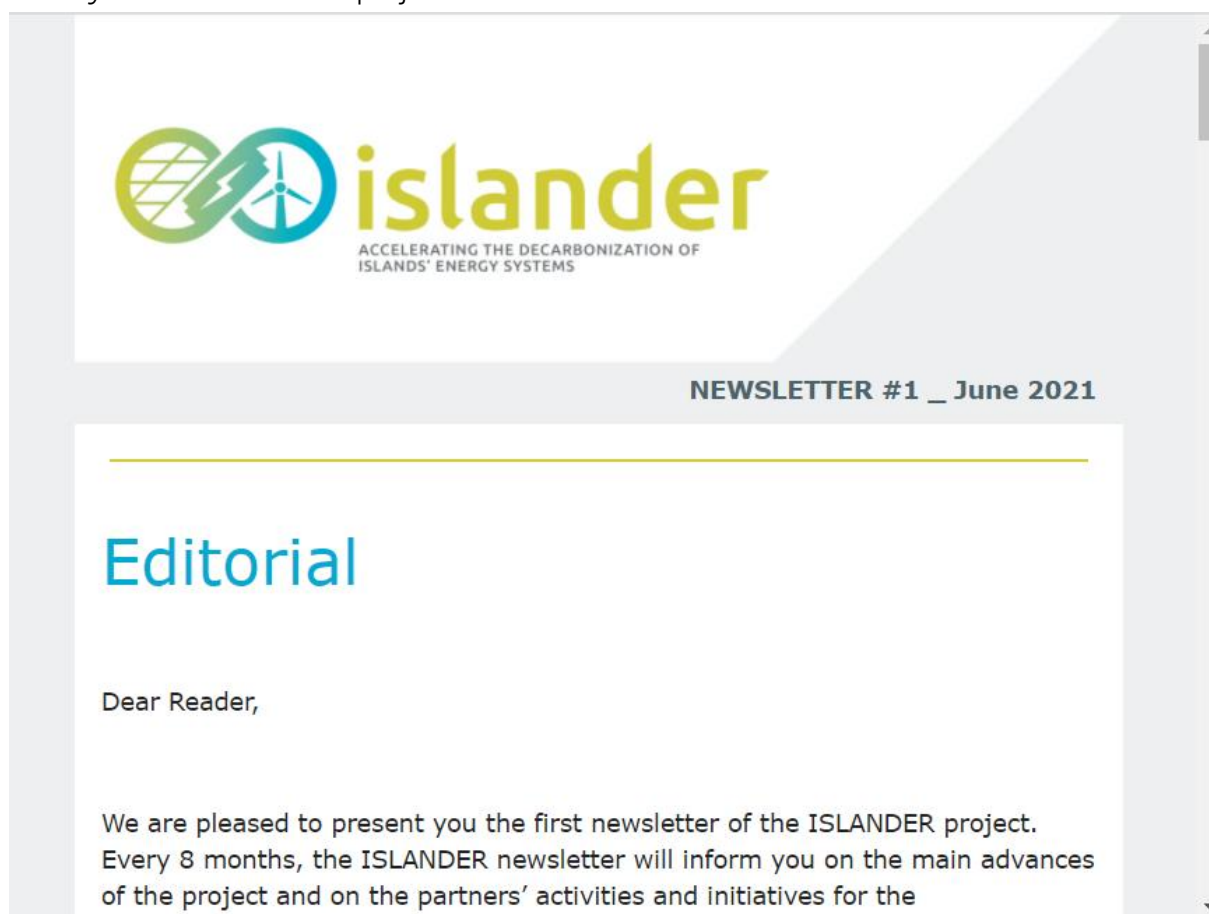 islander
ACCELERATING THE DECARBONIZATION OF
ISLANDS' ENERGY SYSTEMS
NEWSLETTER #1 _ June 2021
Editorial
Dear Reader,
We are pleased to present you the first newsletter of the ISLANDER project.
Every 8 months, the ISLANDER newsletter will inform you on the main advances
of the project and on the partners’ activities and initiatives for the